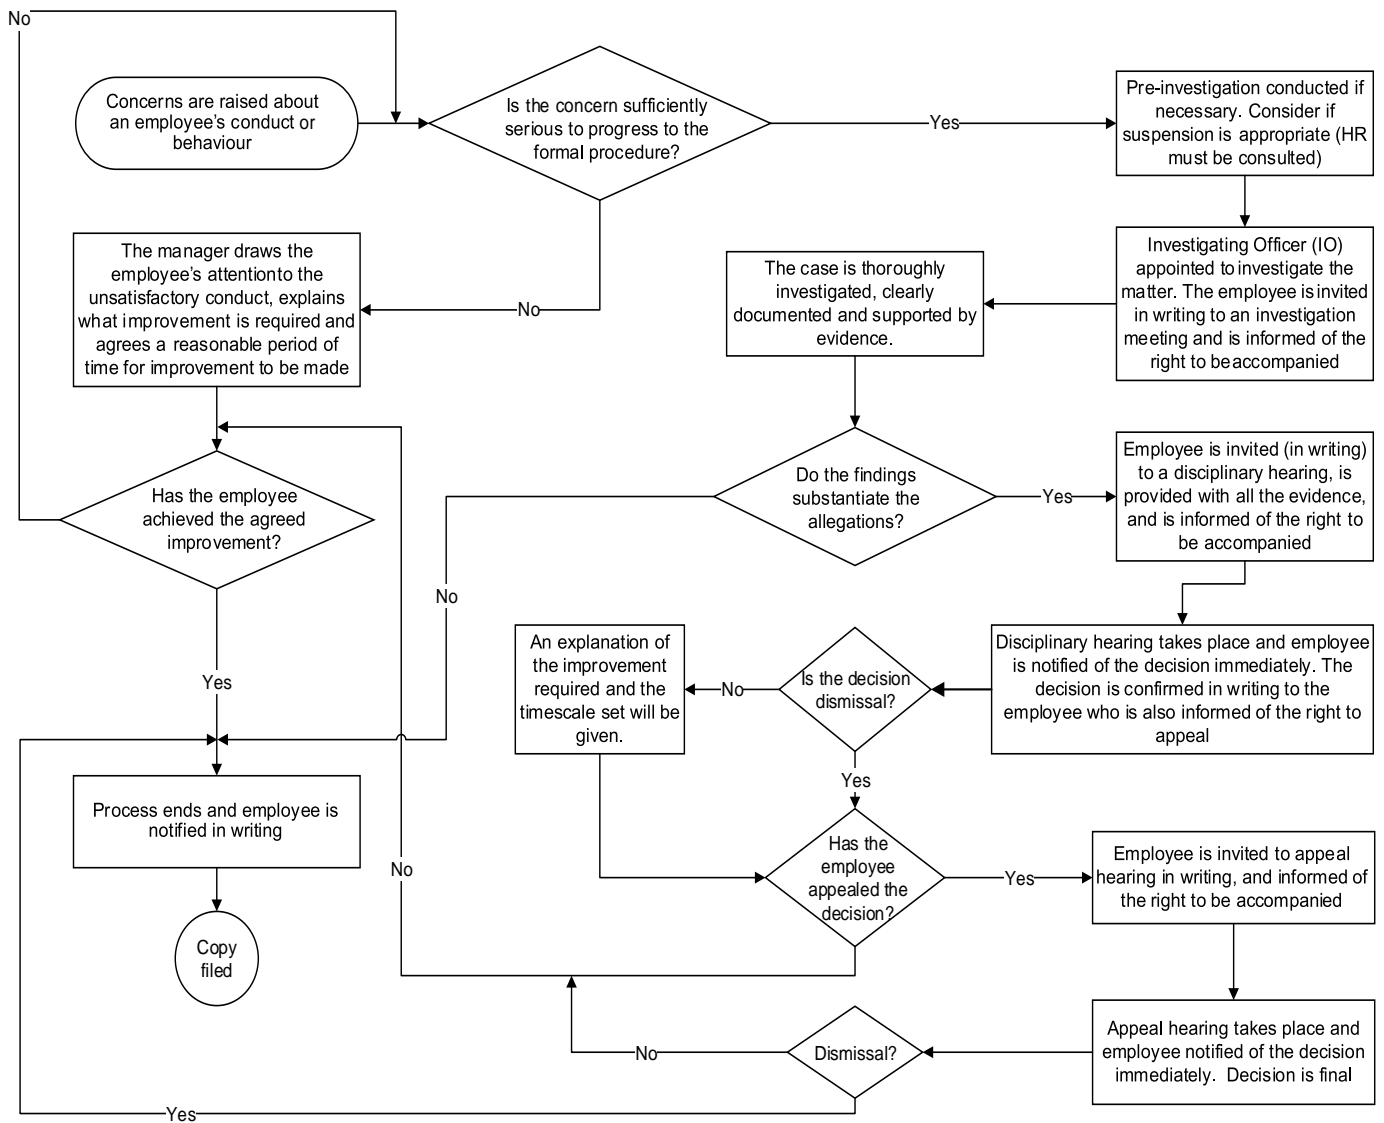 No
Concerns are raised about
an employee's conduct or
behaviour
Is the concern sufficiently
serious to progress to the
formal procedure?
Yes
Pre-investigation conducted if
necessary. Consider if
suspension is appropriate (HR
must be consulted)
The manager draws the
employee's attentionto the
unsatisfactory conduct, explains
what improvement is required and
agrees a reasonable period of
time for improvement to be made
No
The case is thoroughly
investigated, clearly
documented and supported by
evidence.
Investigating Officer (IO)
appointed to investigate the
matter. The employee is invited
in writing to an investigation
meeting and is informed of the
right to be accompanied
Has the employee
achieved the agreed
improvement?
Do the findings
substantiate the
allegations?
Yes
Employee is invited (in writing)
to a disciplinary hearing, is
provided with all the evidence,
and is informed of the right to
be accompanied
No
Yes
An explanation of
the improvement
required and the
timescale set will be
given.
No
Is the decision
dismissal?
Disciplinary hearing takes place and employee
is notified of the decision immediately. The
decision is confirmed in writing to the
employee who is also informed of the right to
appeal
Yes
Process ends and employee is
notified in writing
No
Has the
employee
appealed the
decision?
Yes
Employee is invited to appeal
hearing in writing, and informed of
the right to be accompanied
Copy
filed
No
Dismissal?
Appeal hearing takes place and
employee notified of the decision
immediately. Decision is final
Yes